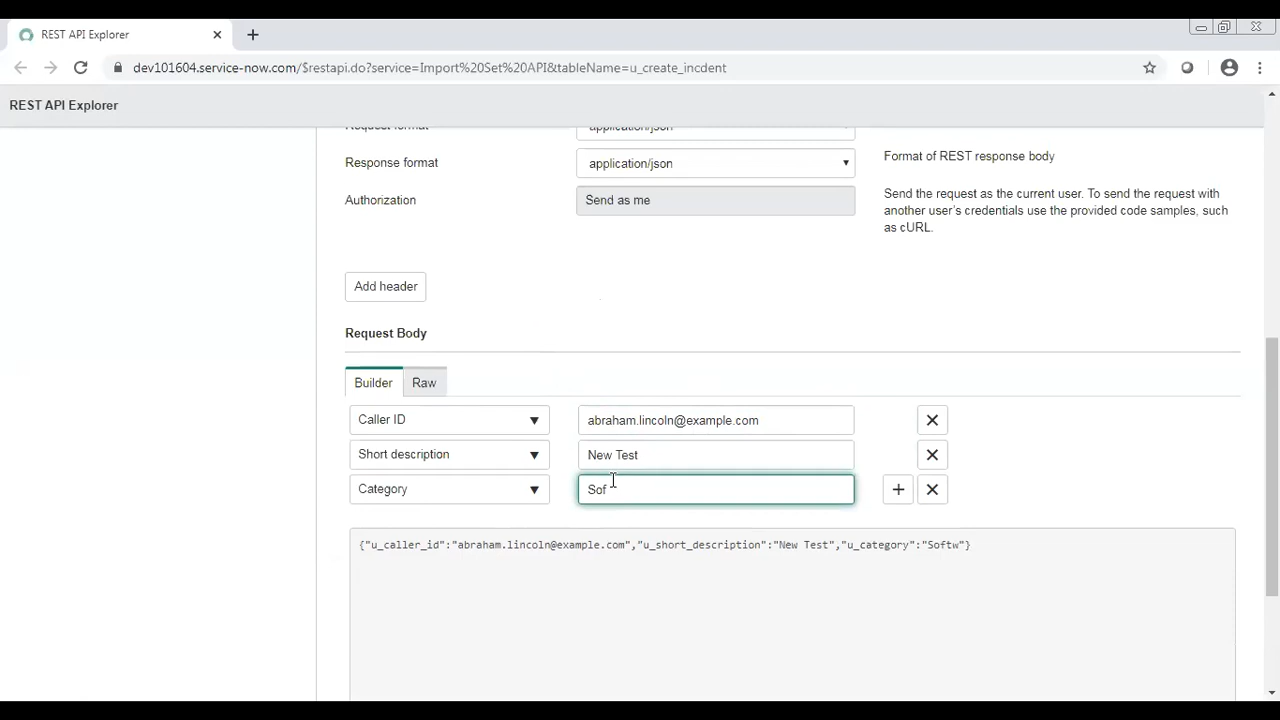 REST API Explorer
dev101604.service-now.com/$restapi.do?service=Import%20Set%20API&tableName=u_create_incdent
REST API Explorer
Request format application/json
Response format application/json Format of REST response body
Authorization Send as me Send the request as the current user. To send the request with
another user's credentials use the provided code samples, such
as cURL.
Add header
Request Body
Builder Raw
Caller ID abraham.lincoln@example.com
Short description New Test
Category Sof
{"u_caller_id":"abraham.lincoln@example.com","u_short_description":"New Test","u_category":"Softw"}